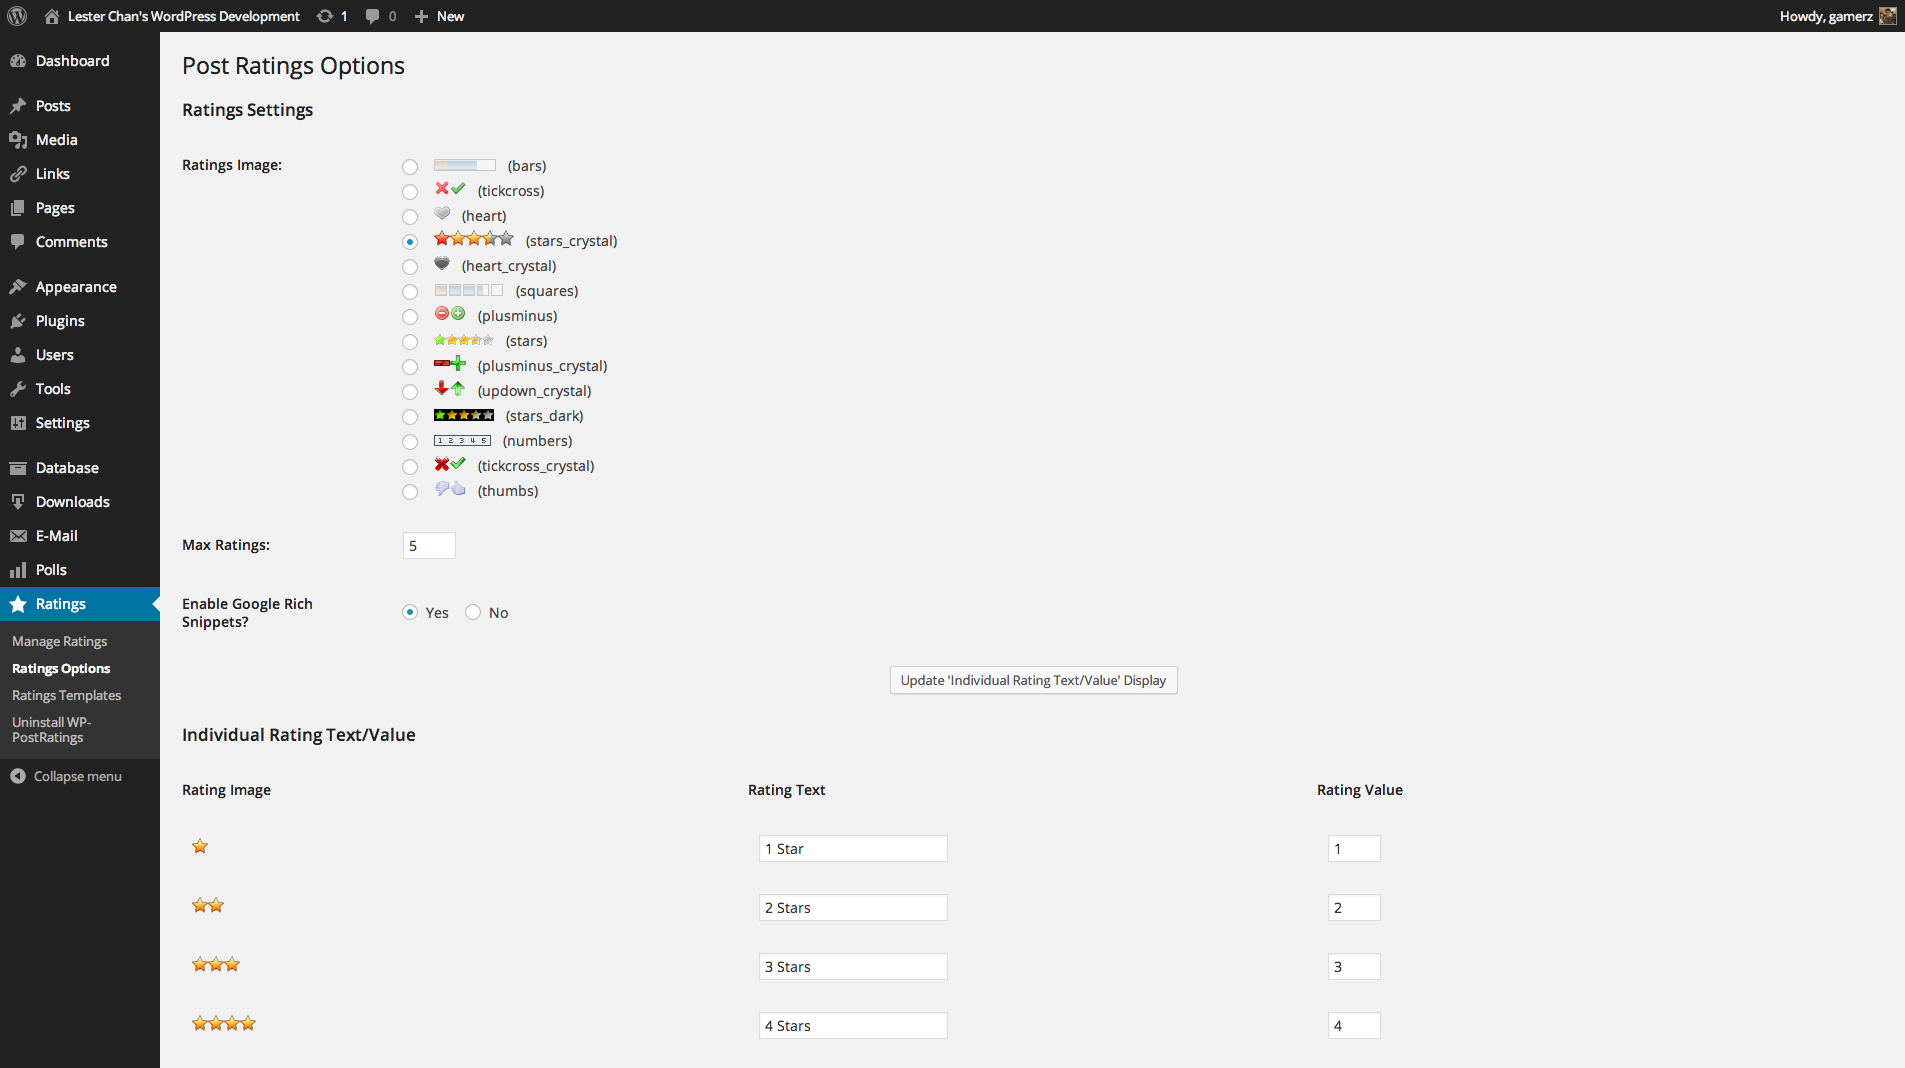 Lester Chan's WordPress Development 1 0 New Howdy, gamerz
Dashboard
Posts
Media
Links
Pages
Comments
Appearance
Plugins
Users
Tools
Settings
Database
Downloads
E-Mail
Polls
Ratings
Manage Ratings
Ratings Options
Ratings Templates
Uninstall WP-
PostRatings
Collapse menu
Post Ratings Options
Ratings Settings
Ratings Image:
(bars)
(tickcross)
(heart)
(stars_crystal)
(heart_crystal)
(squares)
(plusminus)
(stars)
(plusminus_crystal)
(updown_crystal)
(stars_dark)
1 2 3 4 5 (numbers)
(tickcross_crystal)
(thumbs)
Max Ratings: 5
Enable Google Rich
Snippets?
Yes No
Update 'Individual Rating Text/Value' Display
Individual Rating Text/Value
Rating Image Rating Text Rating Value
1 Star 1
2 Stars 2
3 Stars 3
4 Stars 4